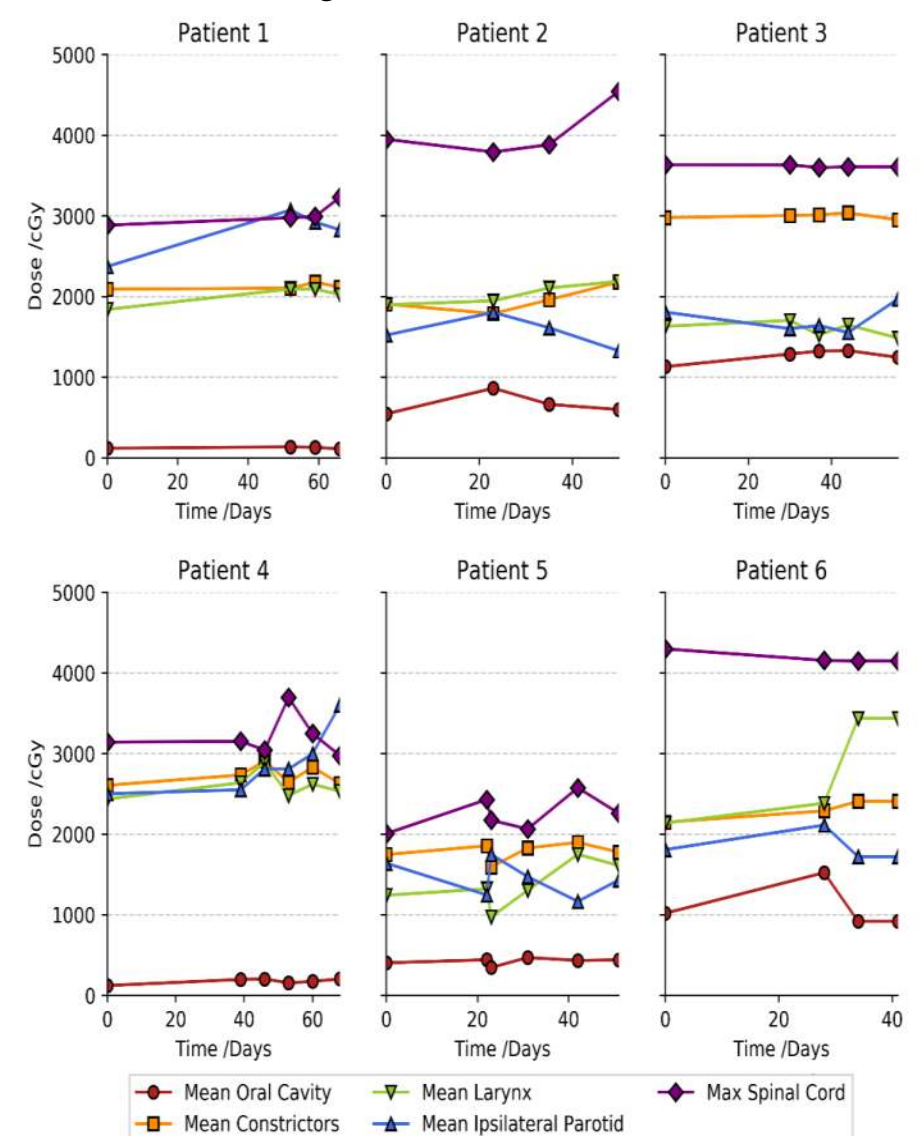 Patient 1
Patient 2
Patient 3
5000
4000
3000
2000
1000
0
Dose /cGy
0 20 40 60
0 20 40
0 20 40
Time /Days
Time /Days
Time /Days
Patient 4
Patient 5
Patient 6
5000
4000
3000
2000
1000
0
Dose /cGy
0 20 40 60
0 20 40
0 20 40
Time /Days
Time /Days
Time /Days
Mean Oral Cavity
Mean Larynx
Max Spinal Cord
Mean Constrictors
Mean Ipsilateral Parotid